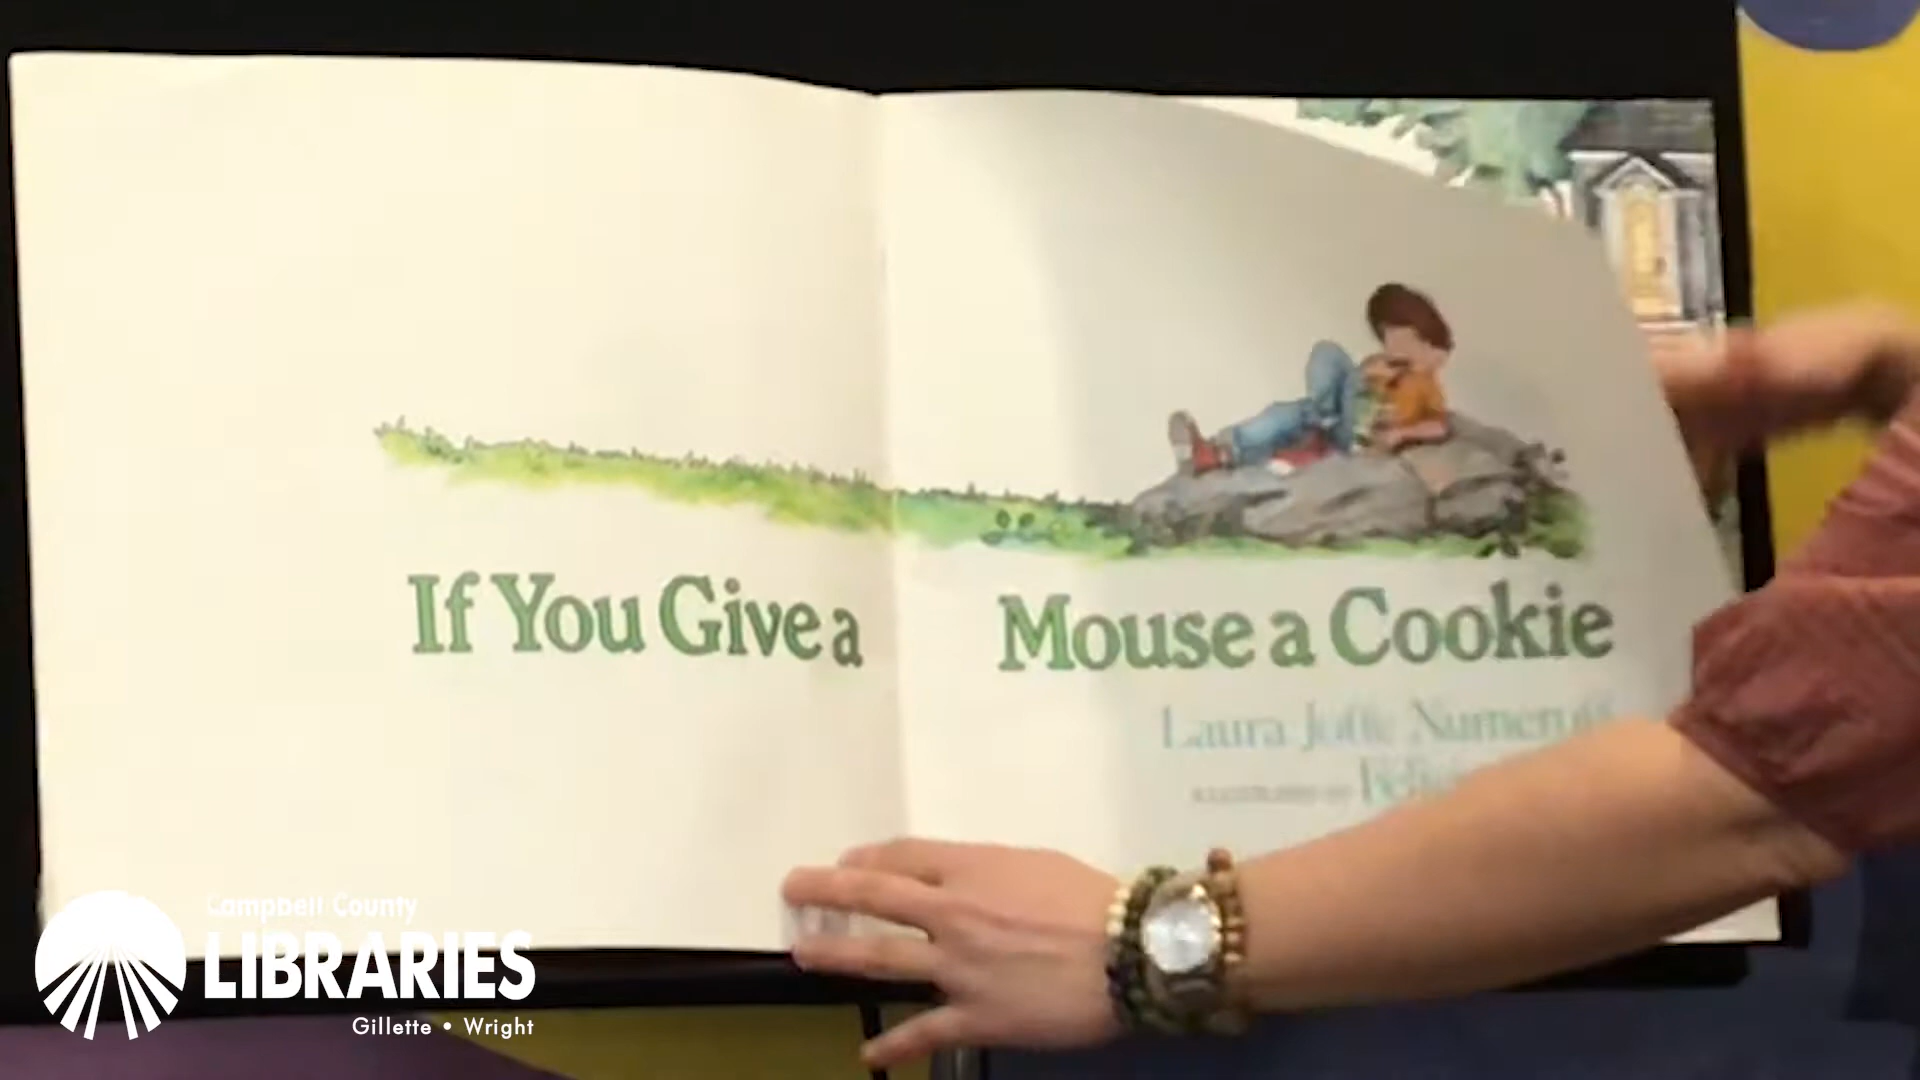 If You Give a Mouse a Cookie
Laura Joffe Numeroff
Campbell County
LIBRARIES
Gillette • Wright